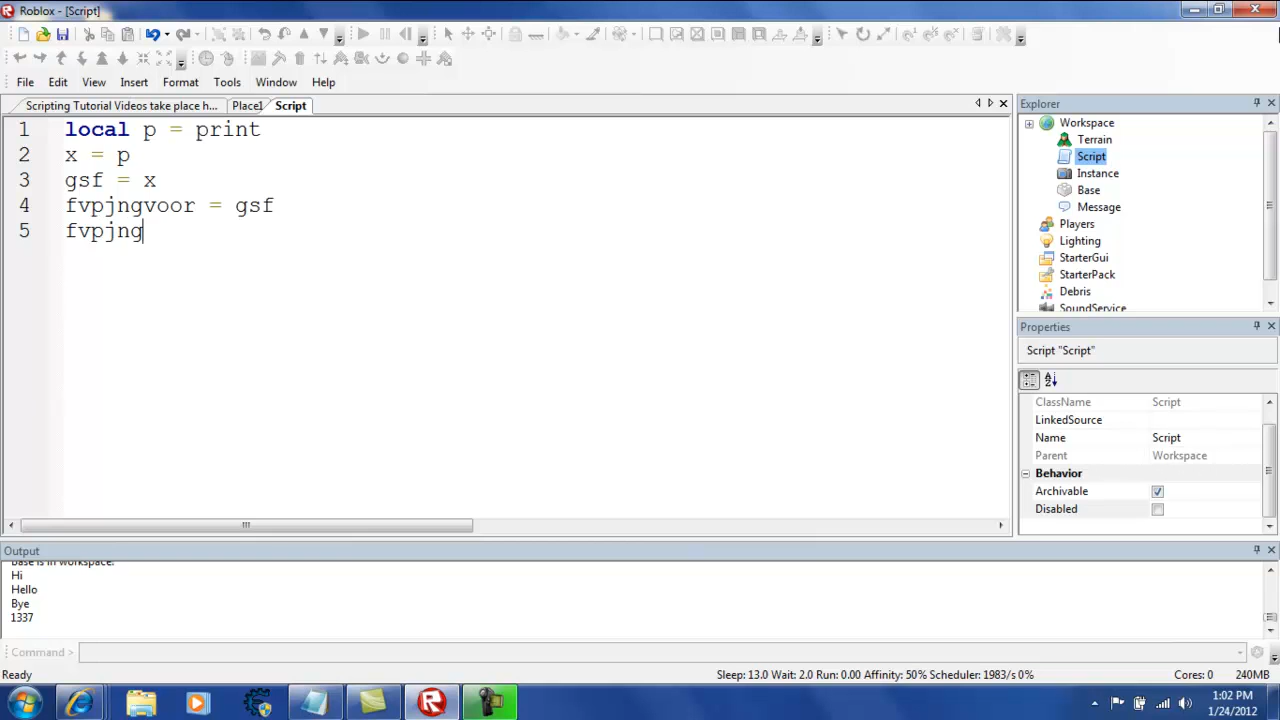 Roblox - [Script]
File Edit View Insert Format Tools Window Help
Scripting Tutorial Videos take place h... Place1 Script
1 local p = print
2 x = p
3 gsf = x
4 fvpjngvoor = gsf
5 fvpjng
Explorer
Workspace
Terrain
Script
Instance
Base
Message
Players
Lighting
StarterGui
StarterPack
Debris
SoundService
Properties
Script "Script"
ClassName Script
LinkedSource
Name Script
Parent Workspace
Behavior
Archivable
Disabled
Output
Base is in workspace.
Hi
Hello
Bye
1337
Command >
Ready Sleep: 13.0 Wait: 2.0 Run: 0.00 Affinity: 50% Scheduler: 1983/s 0% Cores: 0 240MB
1:02 PM
1/24/2012